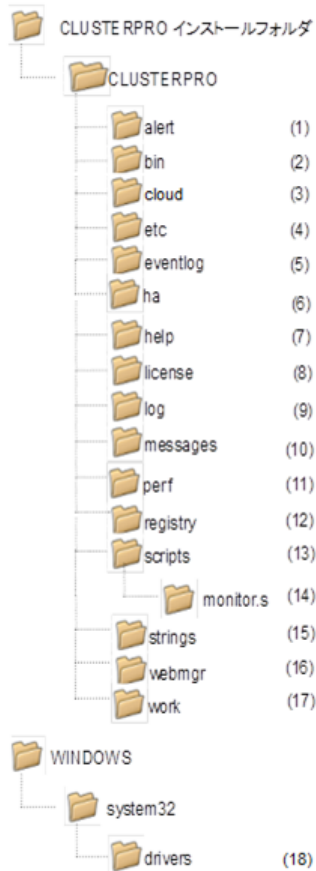 CLUSTERPRO インストールフォルダ
CLUSTERPRO
alert (1)
bin (2)
cloud (3)
etc (4)
eventlog (5)
ha (6)
help (7)
license (8)
log (9)
messages (10)
perf (11)
registry (12)
scripts (13)
monitor.s (14)
strings (15)
webmgr (16)
work (17)
WINDOWS
system32
drivers (18)